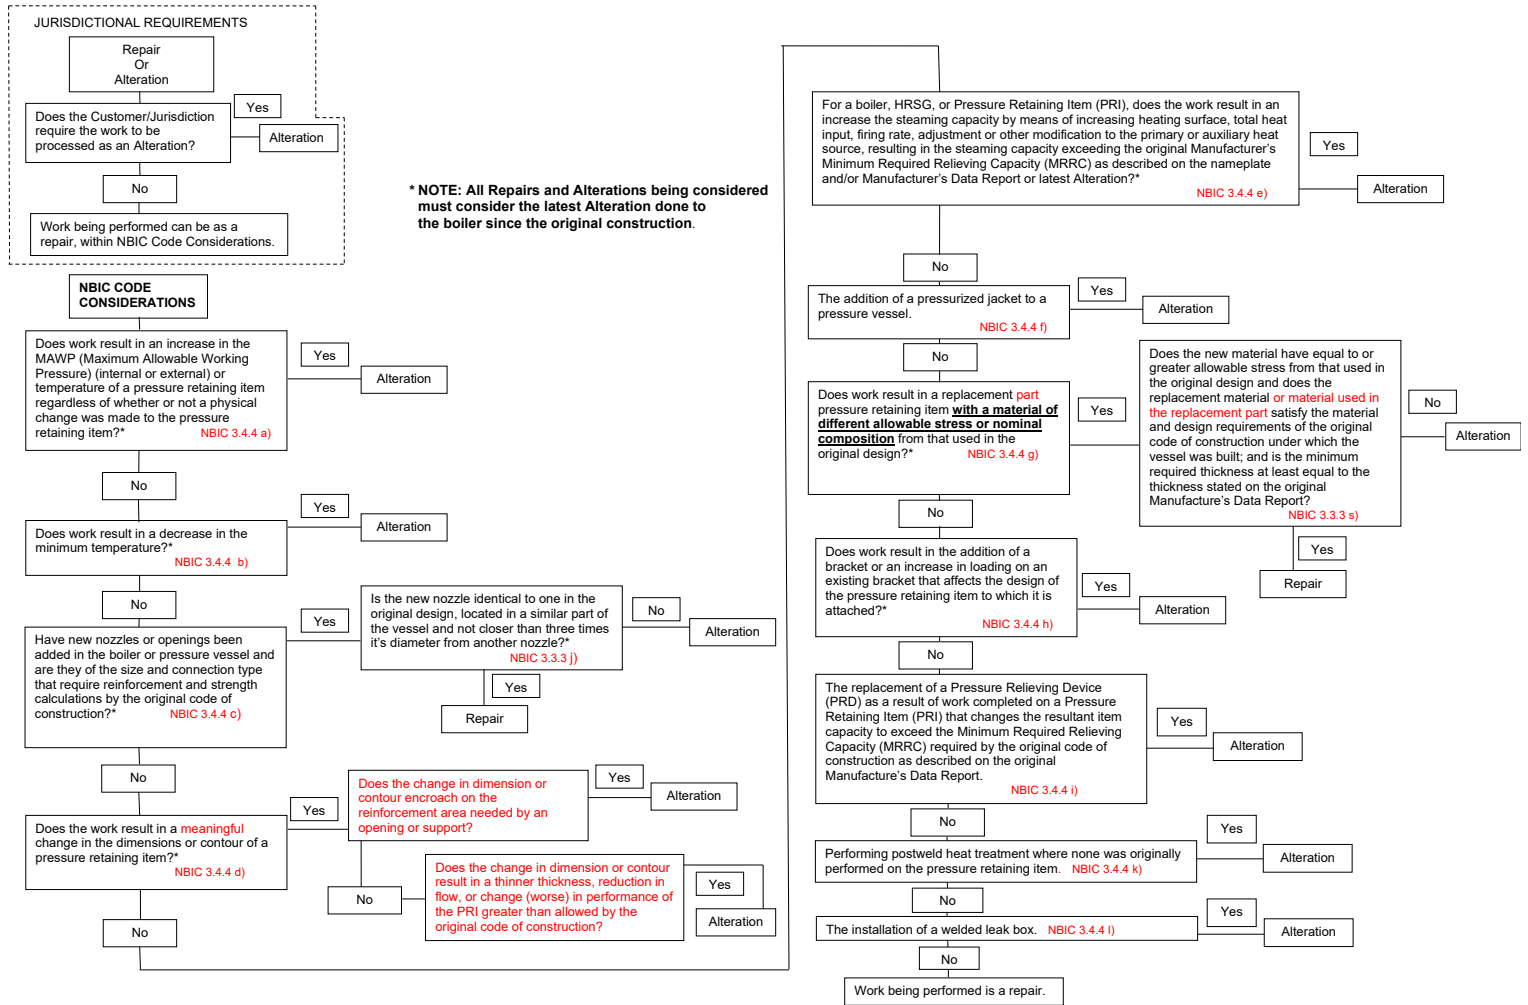 JURISDICTIONAL REQUIREMENTS
Repair
Or
Alteration
Does the Customer/Jurisdiction
require the work to be
processed as an Alteration?
Yes
Alteration
No
Work being performed can be as a
repair, within NBIC Code Considerations.
* NOTE: All Repairs and Alterations being considered
must consider the latest Alteration done to
the boiler since the original construction.
NBIC CODE
CONSIDERATIONS
Does work result in an increase in the
MAWP (Maximum Allowable Working
Pressure) (internal or external) or
temperature of a pressure retaining item
regardless of whether or not a physical
change was made to the pressure
retaining item?* NBIC 3.4.4 a)
Yes
Alteration
No
Does work result in a decrease in the
minimum temperature?*
NBIC 3.4.4 b)
Yes
Alteration
No
Have new nozzles or openings been
added in the boiler or pressure vessel and
are they of the size and connection type
that require reinforcement and strength
calculations by the original code of
construction?* NBIC 3.4.4 c)
Yes
Is the new nozzle identical to one in the
original design, located in a similar part of
the vessel and not closer than three times
it's diameter from another nozzle?*
NBIC 3.3.3 j)
No
Alteration
Yes
Repair
No
Does the work result in a meaningful
change in the dimensions or contour of a
pressure retaining item?*
NBIC 3.4.4 d)
Yes
Does the change in dimension or
contour encroach on the
reinforcement area needed by an
opening or support?
Yes
Alteration
No
Does the change in dimension or contour
result in a thinner thickness, reduction in
flow, or change (worse) in performance of
the PRI greater than allowed by the
original code of construction?
Yes
Alteration
No
For a boiler, HRSG, or Pressure Retaining Item (PRI), does the work result in an
increase the steaming capacity by means of increasing heating surface, total heat
input, firing rate, adjustment or other modification to the primary or auxiliary heat
source, resulting in the steaming capacity exceeding the original Manufacturer's
Minimum Required Relieving Capacity (MRRC) as described on the nameplate
and/or Manufacturer's Data Report or latest Alteration?*
NBIC 3.4.4 e)
Yes
Alteration
No
The addition of a pressurized jacket to a
pressure vessel.
NBIC 3.4.4 f)
Yes
Alteration
No
Does work result in a replacement part
pressure retaining item with a material of
different allowable stress or nominal
composition from that used in the
original design?* NBIC 3.4.4 g)
Yes
Does the new material have equal to or
greater allowable stress from that used in
the original design and does the
replacement material or material used in
the replacement part satisfy the material
and design requirements of the original
code of construction under which the
vessel was built; and is the minimum
required thickness at least equal to the
thickness stated on the original
Manufacture's Data Report?
NBIC 3.3.3 s)
No
Alteration
Yes
Repair
No
Does work result in the addition of a
bracket or an increase in loading on an
existing bracket that affects the design of
the pressure retaining item to which it is
attached?*
NBIC 3.4.4 h)
Yes
Alteration
No
The replacement of a Pressure Relieving Device
(PRD) as a result of work completed on a Pressure
Retaining Item (PRI) that changes the resultant item
capacity to exceed the Minimum Required Relieving
Capacity (MRRC) required by the original code of
construction as described on the original
Manufacture's Data Report.
NBIC 3.4.4 i)
Yes
Alteration
No
Performing postweld heat treatment where none was originally
performed on the pressure retaining item. NBIC 3.4.4 k)
Yes
Alteration
No
The installation of a welded leak box. NBIC 3.4.4 l)
Yes
Alteration
No
Work being performed is a repair.